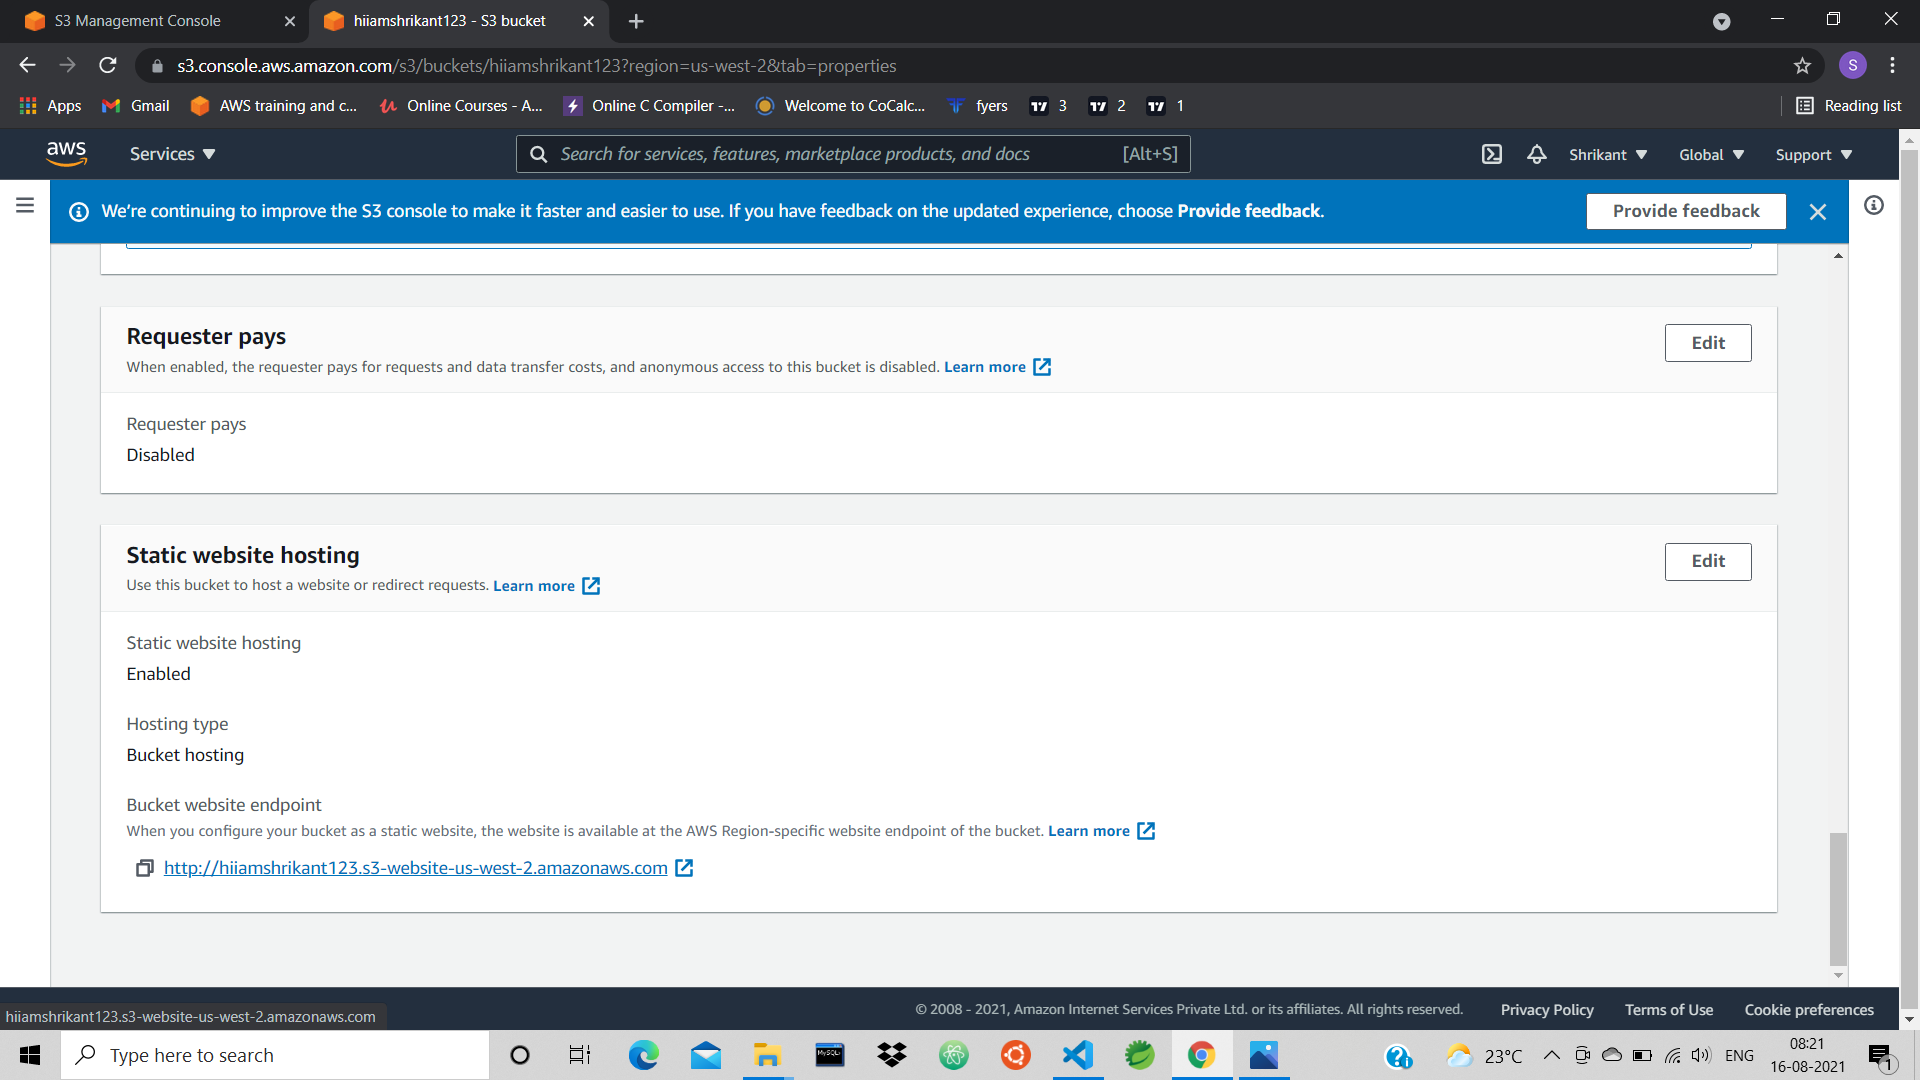 S3 Management Console
hiiamshrikant123 - S3 bucket
s3.console.aws.amazon.com/s3/buckets/hiiamshrikant123?region=us-west-2&tab=properties
S
Apps
Gmail
AWS training and c...
Online Courses - A...
Online C Compiler -...
Welcome to CoCalc...
fyers
3
2
1
Reading list
aws
Services
Search for services, features, marketplace products, and docs
[Alt+S]
Shrikant
Global
Support
We're continuing to improve the S3 console to make it faster and easier to use. If you have feedback on the updated experience, choose Provide feedback.
Provide feedback
Requester pays
Edit
When enabled, the requester pays for requests and data transfer costs, and anonymous access to this bucket is disabled. Learn more
Requester pays
Disabled
Static website hosting
Edit
Use this bucket to host a website or redirect requests. Learn more
Static website hosting
Enabled
Hosting type
Bucket hosting
Bucket website endpoint
When you configure your bucket as a static website, the website is available at the AWS Region-specific website endpoint of the bucket. Learn more
http://hiiamshrikant123.s3-website-us-west-2.amazonaws.com
© 2008 - 2021, Amazon Internet Services Private Ltd. or its affiliates. All rights reserved.
Privacy Policy
Terms of Use
Cookie preferences
hiiamshrikant123.s3-website-us-west-2.amazonaws.com
Type here to search
23°C
ENG
08:21
16-08-2021
1